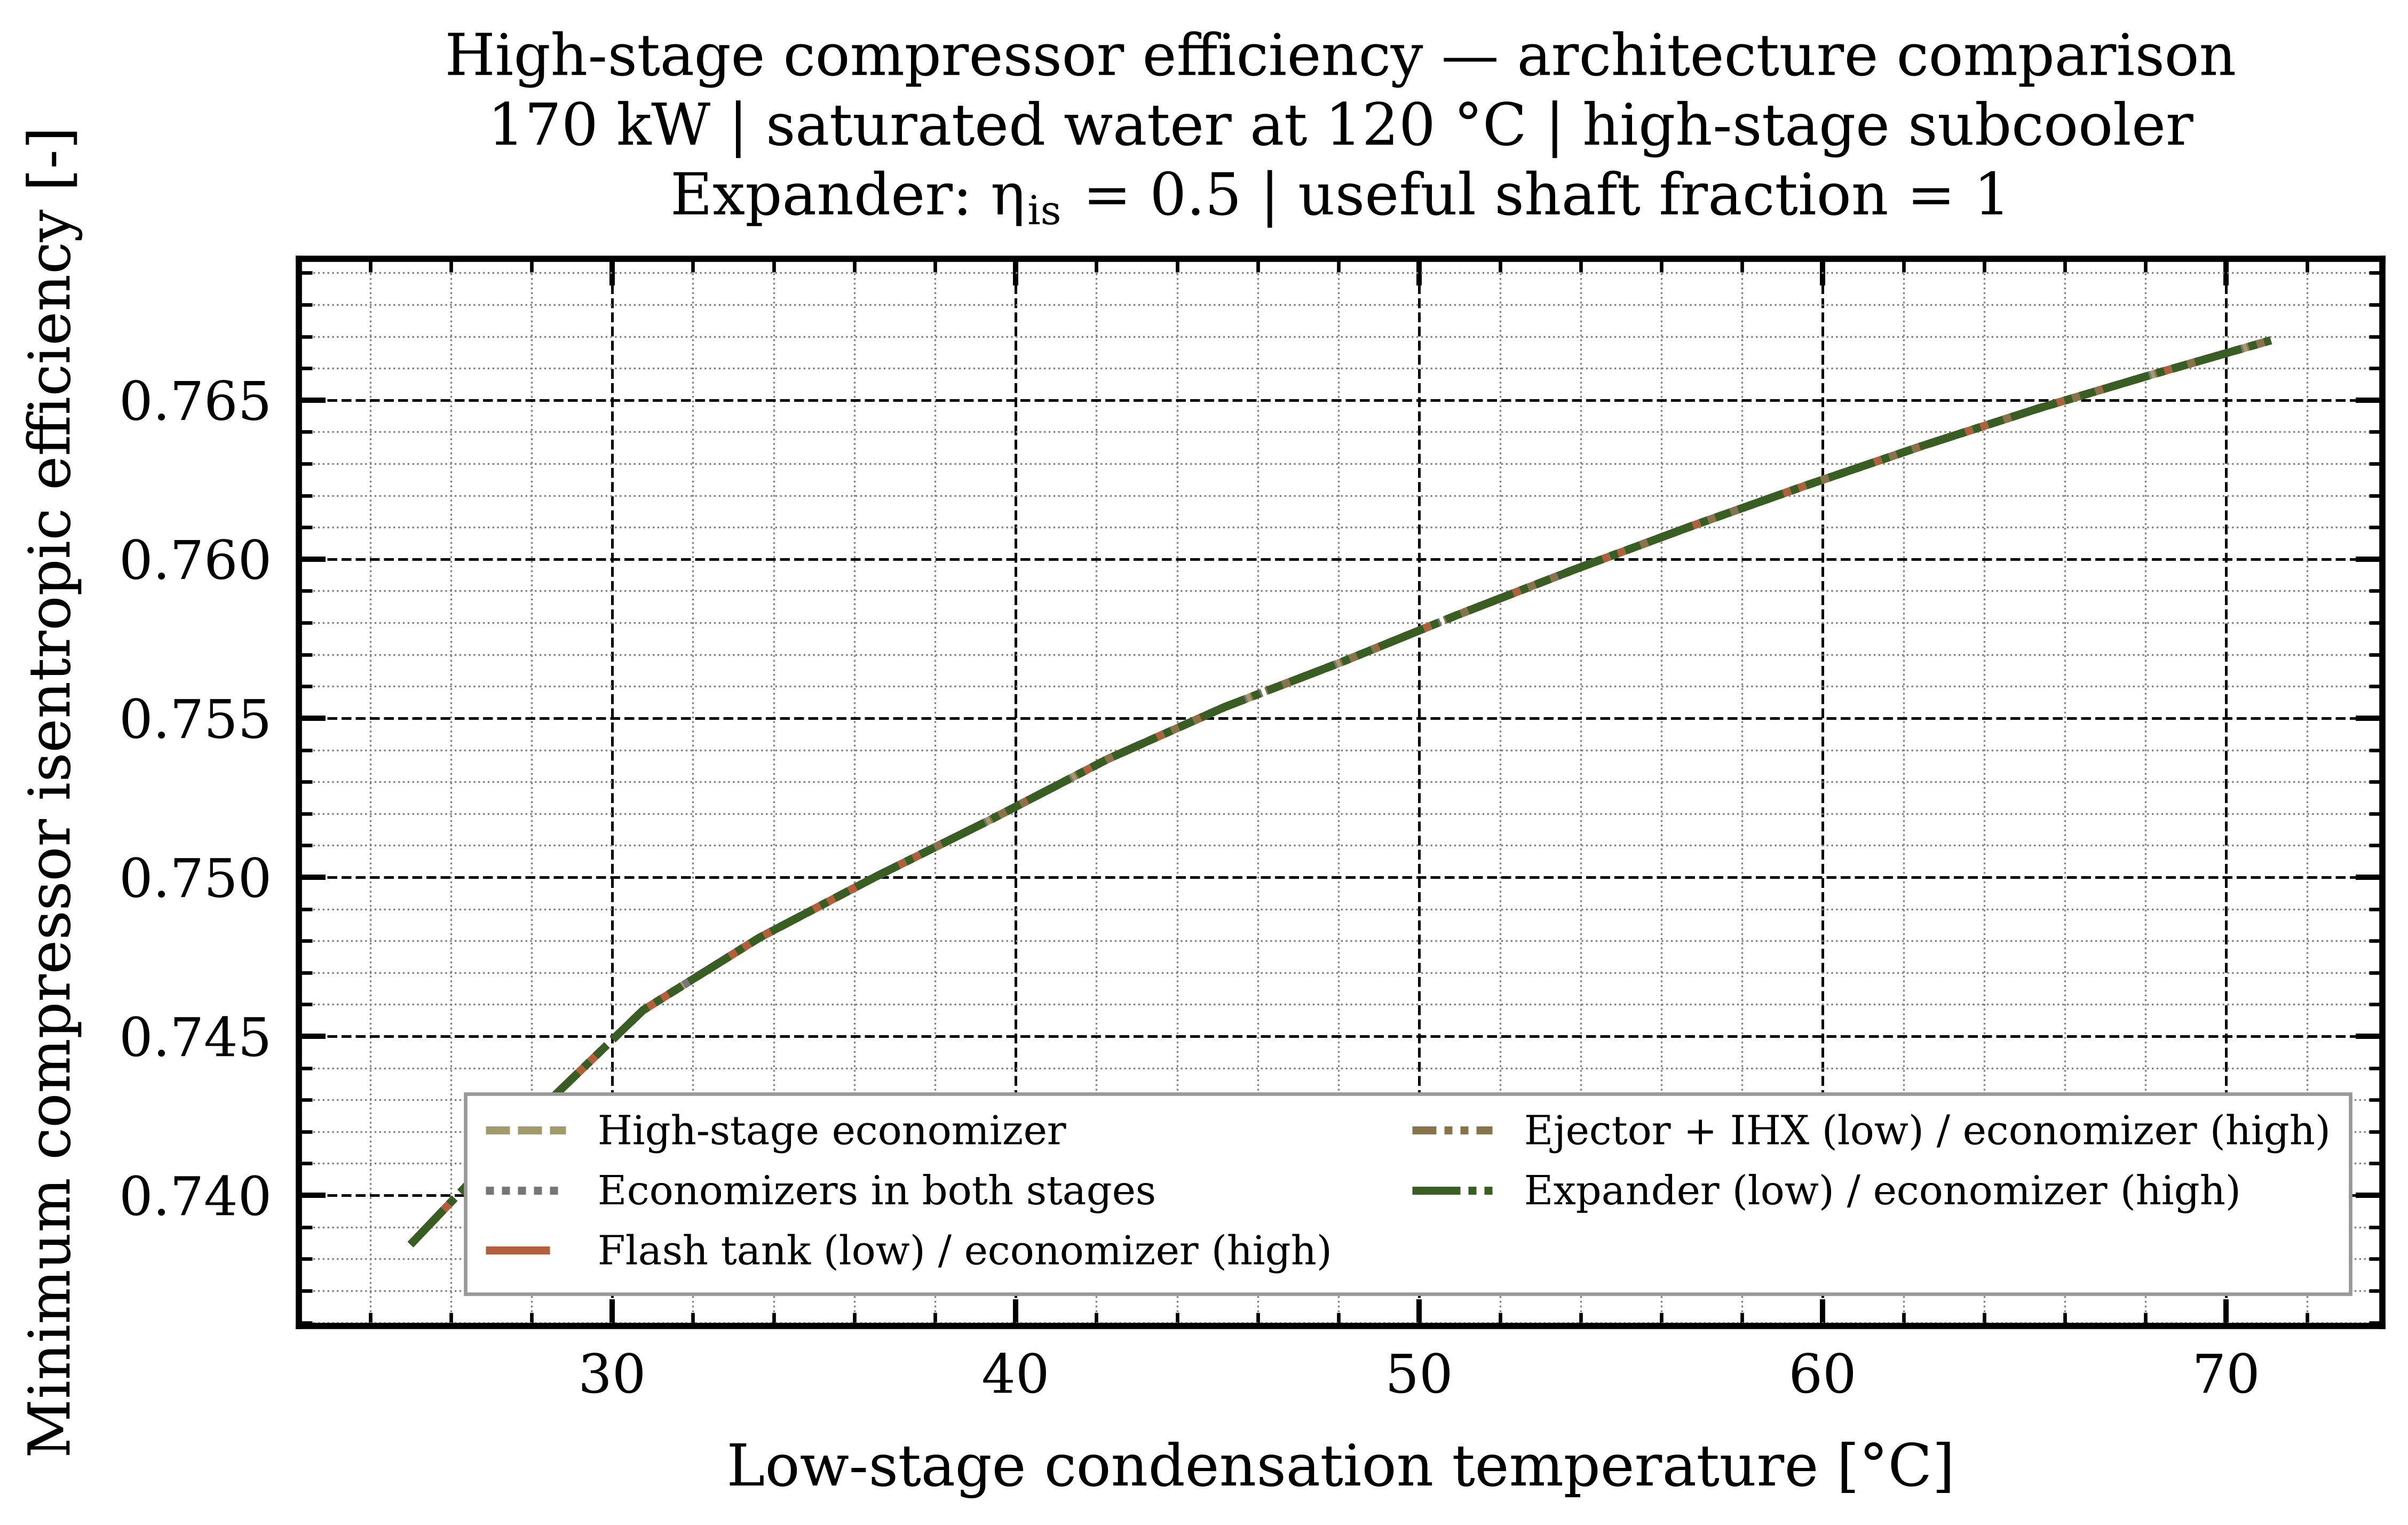 High-stage compressor efficiency — architecture comparison
170 kW | saturated water at 120 °C | high-stage subcooler
Expander: ηis = 0.5 | useful shaft fraction = 1
Minimum compressor isentropic efficiency [-]
0.765
0.760
0.755
0.750
0.745
0.740
High-stage economizer
Economizers in both stages
Flash tank (low) / economizer (high)
Ejector + IHX (low) / economizer (high)
Expander (low) / economizer (high)
30 40 50 60 70
Low-stage condensation temperature [°C]